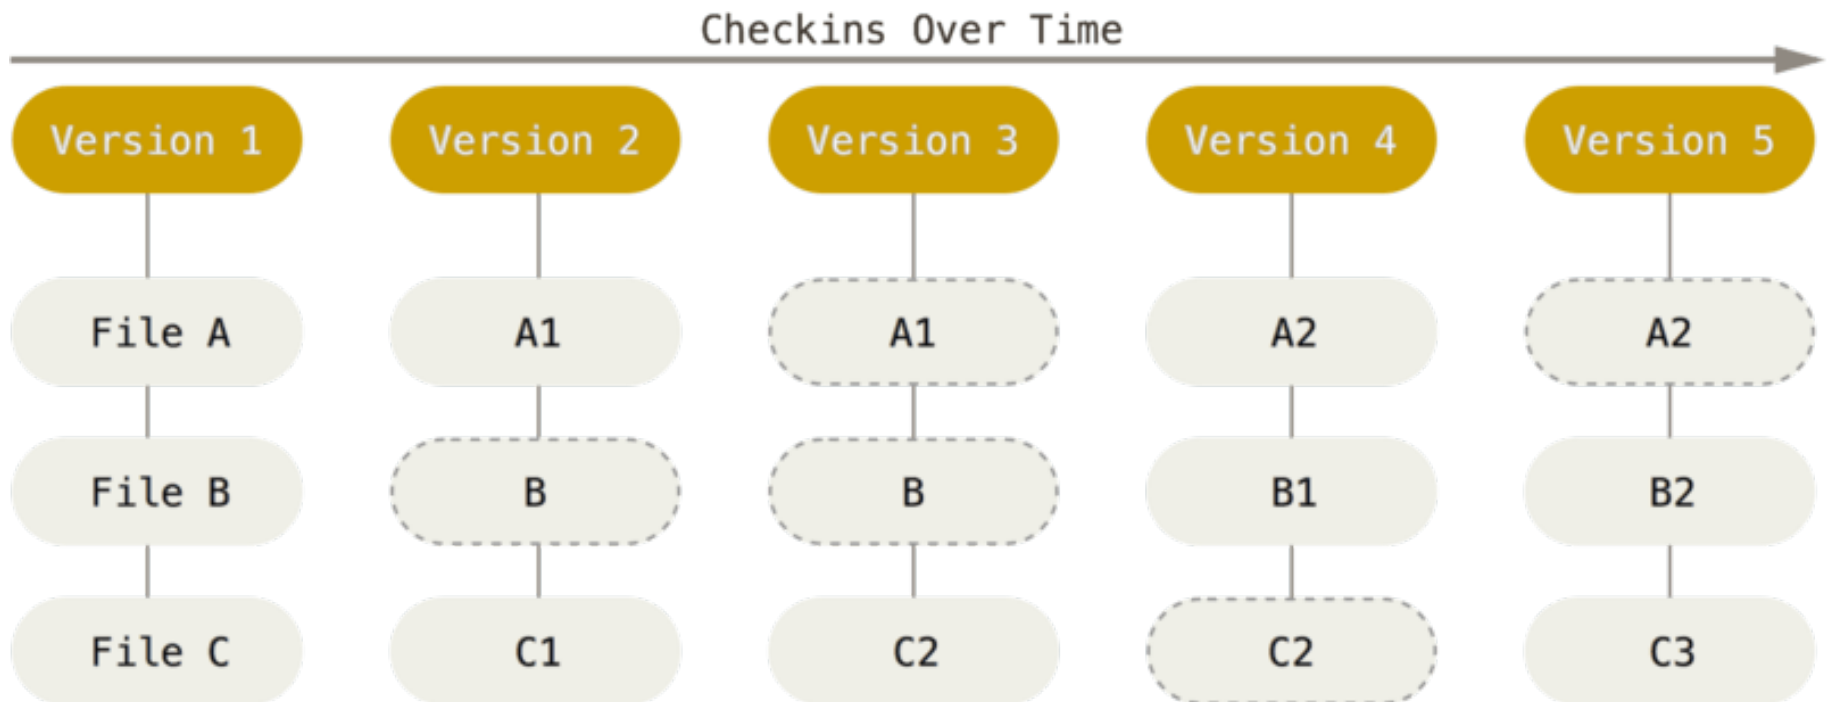 Checkins Over Time
Version 1 Version 2 Version 3 Version 4 Version 5
File A A1 A1 A2 A2
File B B B B1 B2
File C C1 C2 C2 C3